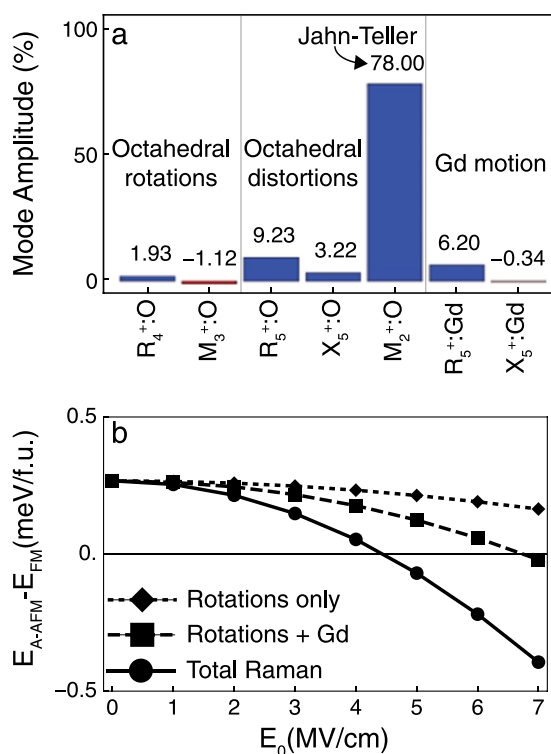 a
Mode Amplitude (%)
100
50
0
Jahn-Teller
78.00
Octahedral
rotations
Octahedral
distortions
Gd motion
1.93
−1.12
9.23
3.22
6.20
−0.34
R₄⁺:O
M₃⁺:O
R₅⁺:O
X₅⁺:O
M₂⁺:O
R₅⁺:Gd
X₅⁺:Gd
b
E_A-AFM-E_FM(meV/f.u.)
0.5
0.
−0.5
Rotations only
Rotations + Gd
Total Raman
0 1 2 3 4 5 6 7
E₀(MV/cm)